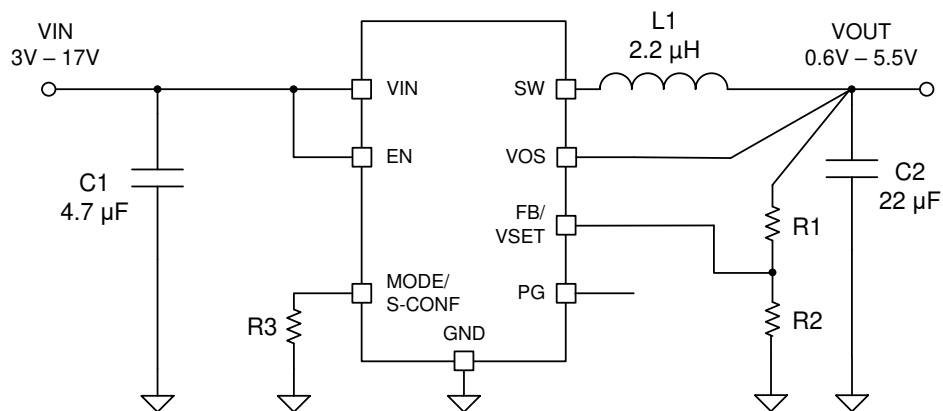 VIN
3V – 17V
C1
4.7 µF
R3
VIN
EN
MODE/
S-CONF
GND
SW
VOS
FB/
VSET
PG
L1
2.2 µH
VOUT
0.6V – 5.5V
C2
22 µF
R1
R2